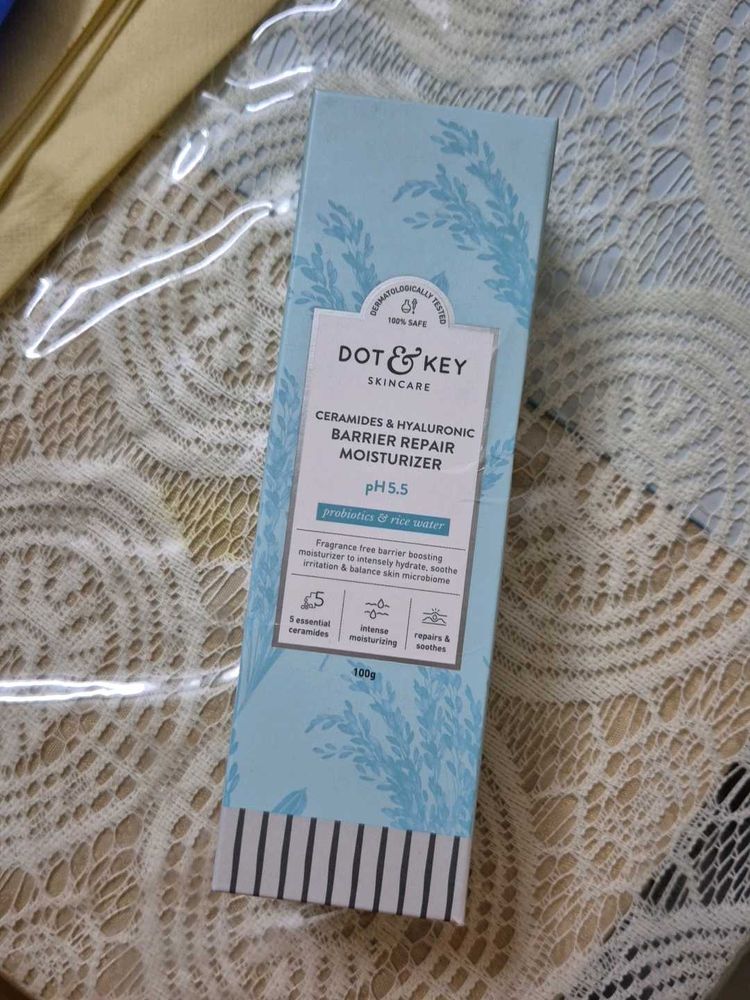 DERMATOLOGICALLY TESTED
100% SAFE
DOT & KEY
SKINCARE
CERAMIDES & HYALURONIC
BARRIER REPAIR
MOISTURIZER
pH 5.5
probiotics & rice water
Fragrance free barrier boosting
moisturizer to intensely hydrate, soothe
irritation & balance skin microbiome
5
5 essential
ceramides
intense
moisturizing
repairs &
soothes
100g